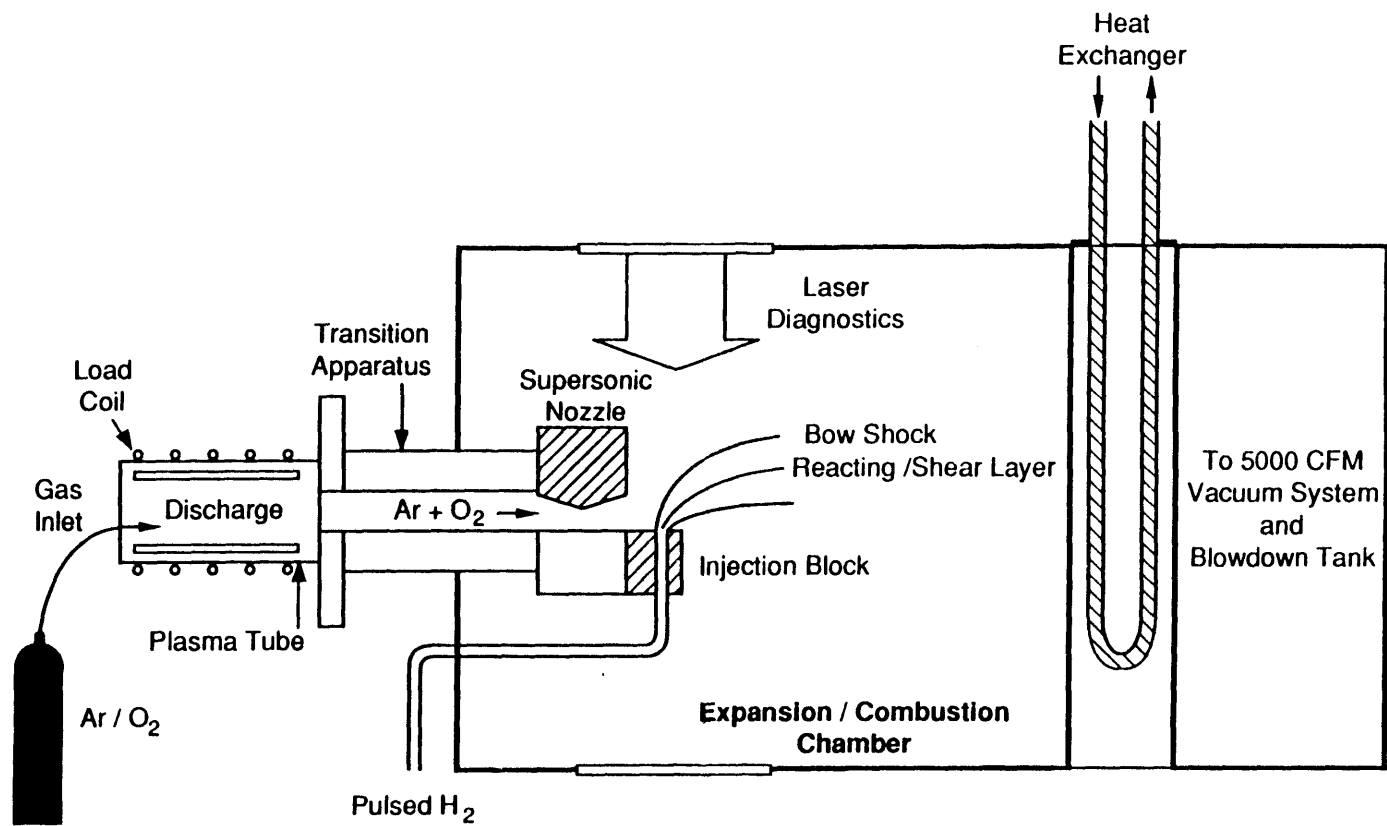 Heat
Exchanger
Laser
Diagnostics
Transition
Apparatus
Load
Coil
Supersonic
Nozzle
Bow Shock
Reacting /Shear Layer
To 5000 CFM
Vacuum System
and
Blowdown Tank
Gas
Inlet
Discharge
Ar + O2
Injection Block
Plasma Tube
Ar / O2
Expansion / Combustion
Chamber
Pulsed H2